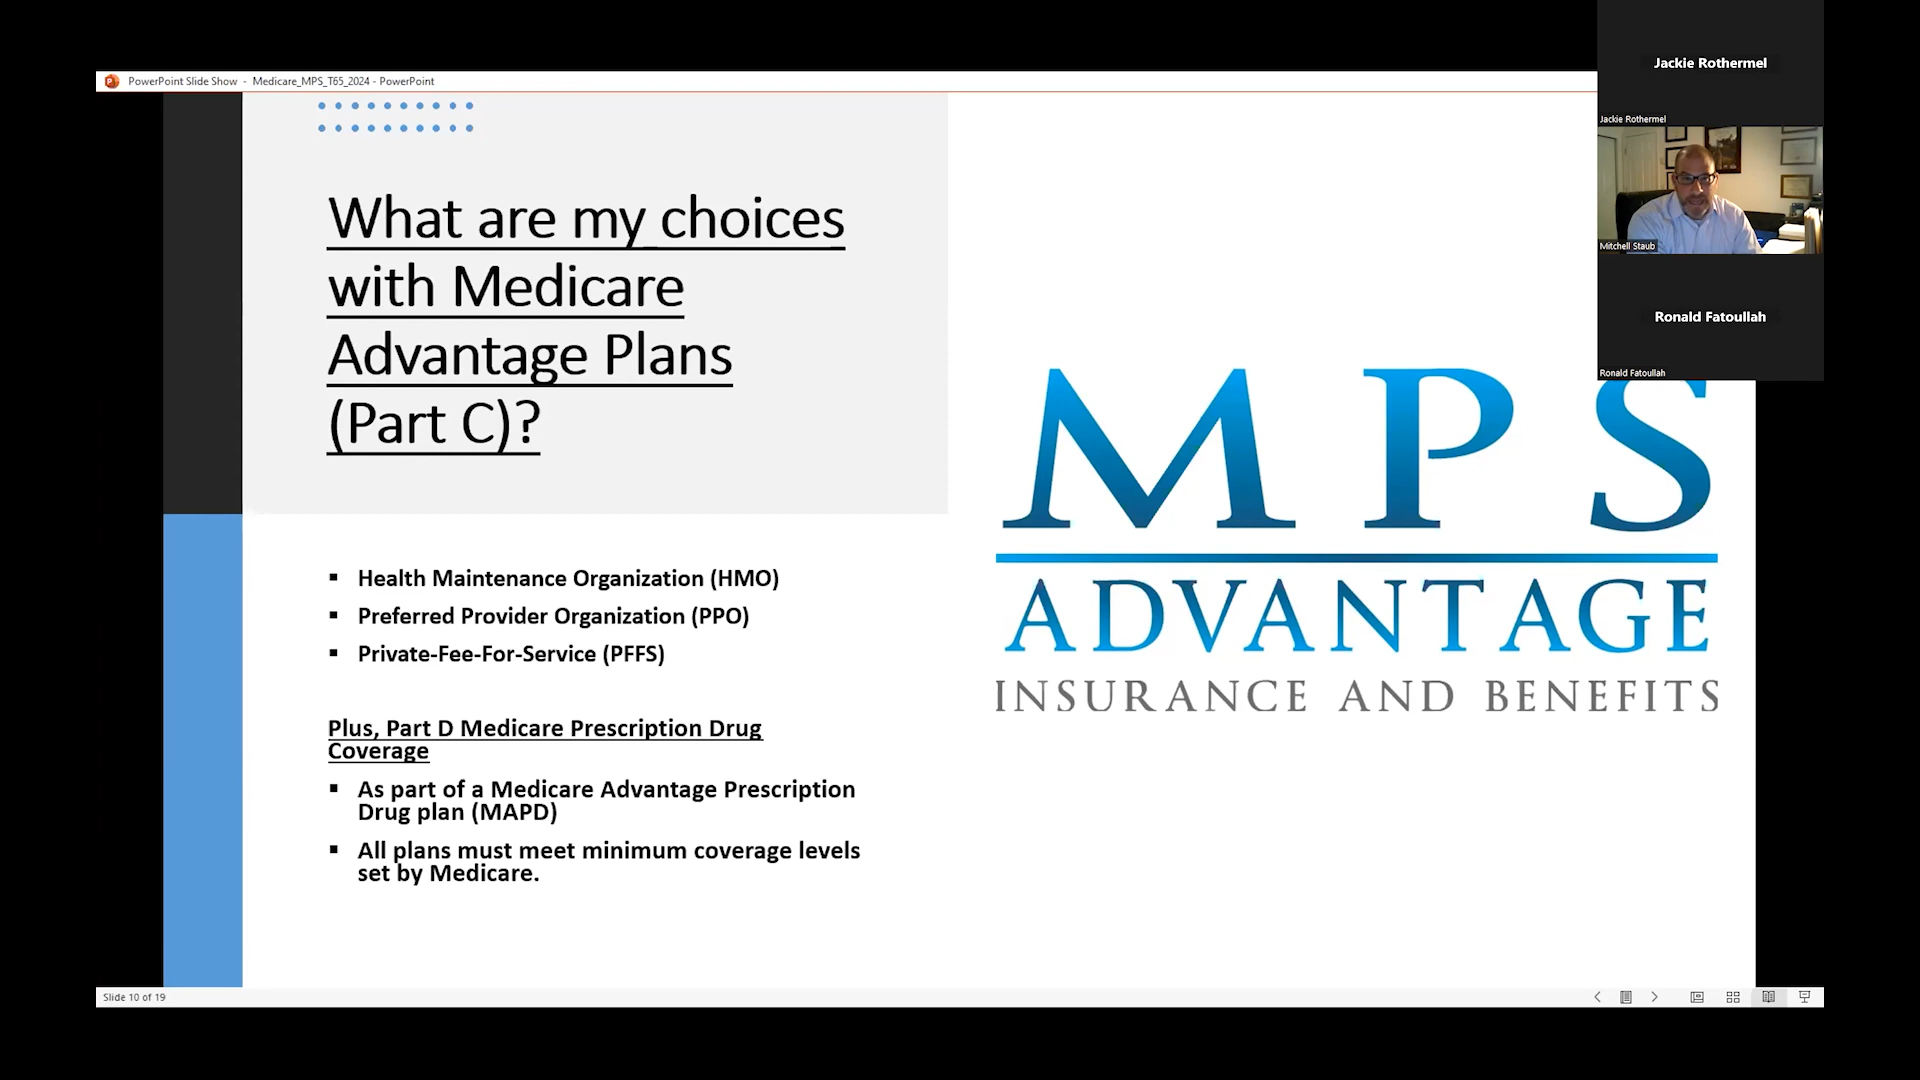 Jackie Rothermel
PowerPoint Slide Show - Medicare_MPS_T65_2024 - PowerPoint
Jackie Rothermel
Mitchell Staub
Ronald Fatoullah
Ronald Fatoullah
What are my choices
with Medicare
Advantage Plans
(Part C)?
▪ Health Maintenance Organization (HMO)
▪ Preferred Provider Organization (PPO)
▪ Private-Fee-For-Service (PFFS)
Plus, Part D Medicare Prescription Drug
Coverage
▪ As part of a Medicare Advantage Prescription
Drug plan (MAPD)
▪ All plans must meet minimum coverage levels
set by Medicare.
MPS
ADVANTAGE
INSURANCE AND BENEFITS
Slide 10 of 19